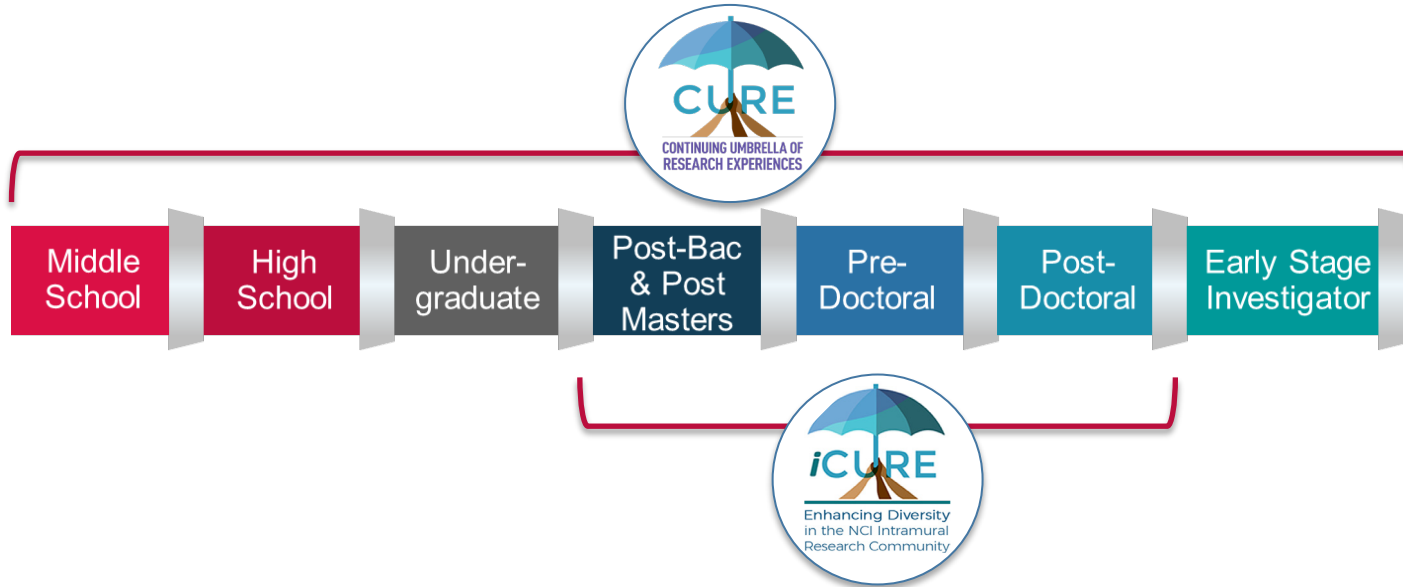 CURE
CONTINUING UMBRELLA OF
RESEARCH EXPERIENCES
Middle
School
High
School
Under-
graduate
Post-Bac
& Post
Masters
Pre-
Doctoral
Post-
Doctoral
Early Stage
Investigator
iCURE
Enhancing Diversity
in the NCI Intramural
Research Community